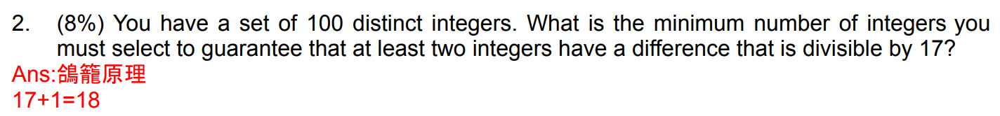 2. (8%) You have a set of 100 distinct integers. What is the minimum number of integers you
must select to guarantee that at least two integers have a difference that is divisible by 17?
Ans:鴿籠原理
17+1=18